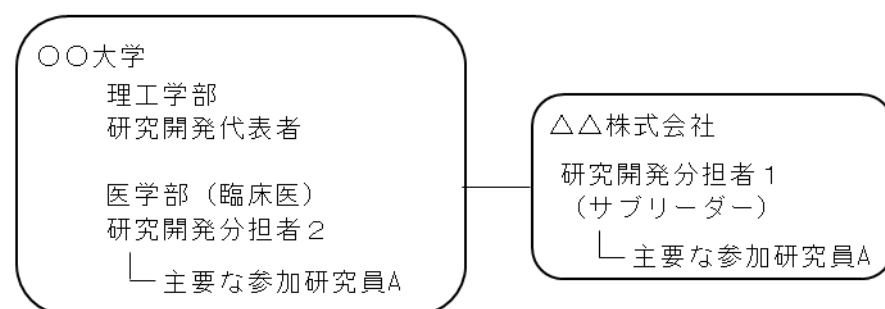 ○○大学
理工学部
研究開発代表者
医学部（臨床医）
研究開発分担者２
主要な参加研究員A
△△株式会社
研究開発分担者１
（サブリーダー）
主要な参加研究員A